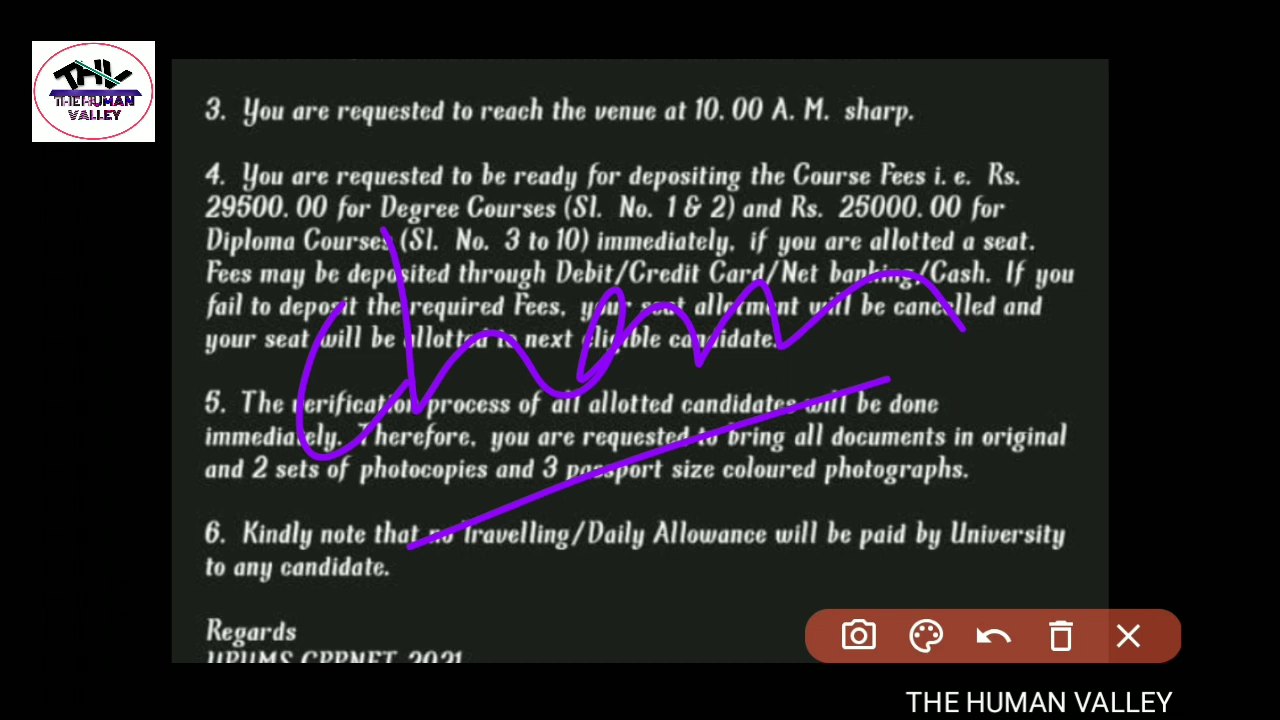 THV
THE HUMAN
VALLEY
3. You are requested to reach the venue at 10.00 A. M. sharp.
4. You are requested to be ready for depositing the Course Fees i. e. Rs.
29500.00 for Degree Courses (Sl. No. 1 & 2) and Rs. 25000.00 for
Diploma Courses (Sl. No. 3 to 10) immediately, if you are allotted a seat.
Fees may be deposited through Debit/Credit Card/Net banking/Cash. If you
fail to deposit the required Fees, your seat allotment will be cancelled and
your seat will be allotted to next eligible candidate.
5. The verification process of all allotted candidates will be done
immediately. Therefore, you are requested to bring all documents in original
and 2 sets of photocopies and 3 passport size coloured photographs.
6. Kindly note that no Travelling/Daily Allowance will be paid by University
to any candidate.
Regards
UPUMS CPPNET 2021
THE HUMAN VALLEY